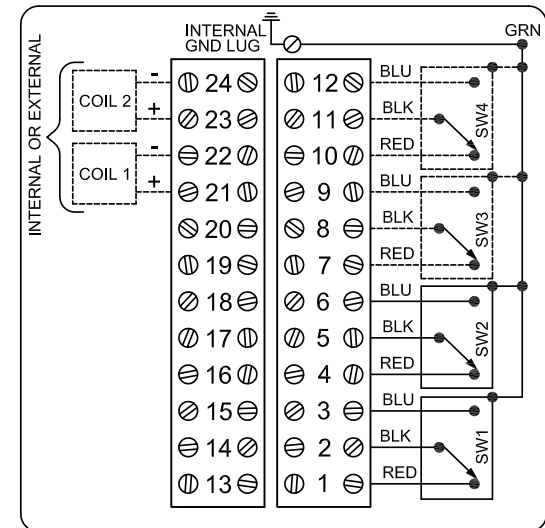 INTERNAL
GND LUG
GRN
INTERNAL OR EXTERNAL
COIL 2
-
+
COIL 1
-
+
24
23
22
21
20
19
18
17
16
15
14
13
12
11
10
9
8
7
6
5
4
3
2
1
BLU
BLK
RED
SW4
BLU
BLK
RED
SW3
BLU
BLK
RED
SW2
BLU
BLK
RED
SW1